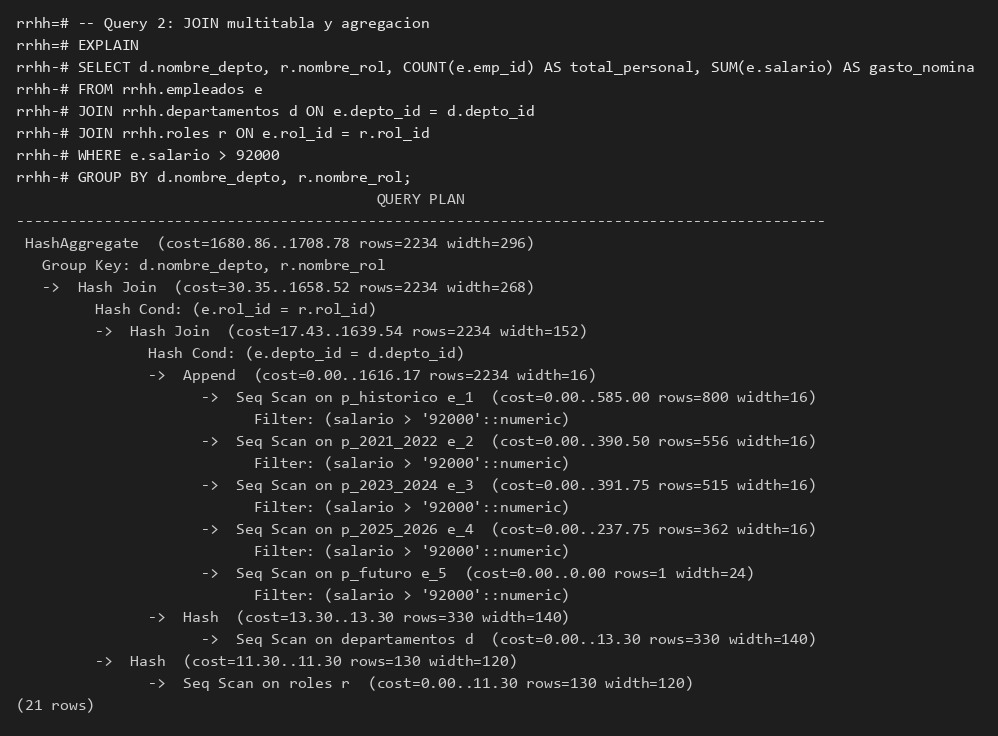 rrhh=# -- Query 2: JOIN multitabla y agregacion
rrhh=# EXPLAIN
rrhh-# SELECT d.nombre_depto, r.nombre_rol, COUNT(e.emp_id) AS total_personal, SUM(e.salario) AS gasto_nomina
rrhh-# FROM rrhh.empleados e
rrhh-# JOIN rrhh.departamentos d ON e.depto_id = d.depto_id
rrhh-# JOIN rrhh.roles r ON e.rol_id = r.rol_id
rrhh-# WHERE e.salario > 92000
rrhh-# GROUP BY d.nombre_depto, r.nombre_rol;
                                         QUERY PLAN
--------------------------------------------------------------------------------------------
 HashAggregate  (cost=1680.86..1708.78 rows=2234 width=296)
   Group Key: d.nombre_depto, r.nombre_rol
   ->  Hash Join  (cost=30.35..1658.52 rows=2234 width=268)
         Hash Cond: (e.rol_id = r.rol_id)
         ->  Hash Join  (cost=17.43..1639.54 rows=2234 width=152)
               Hash Cond: (e.depto_id = d.depto_id)
               ->  Append  (cost=0.00..1616.17 rows=2234 width=16)
                     ->  Seq Scan on p_historico e_1  (cost=0.00..585.00 rows=800 width=16)
                           Filter: (salario > '92000'::numeric)
                     ->  Seq Scan on p_2021_2022 e_2  (cost=0.00..390.50 rows=556 width=16)
                           Filter: (salario > '92000'::numeric)
                     ->  Seq Scan on p_2023_2024 e_3  (cost=0.00..391.75 rows=515 width=16)
                           Filter: (salario > '92000'::numeric)
                     ->  Seq Scan on p_2025_2026 e_4  (cost=0.00..237.75 rows=362 width=16)
                           Filter: (salario > '92000'::numeric)
                     ->  Seq Scan on p_futuro e_5  (cost=0.00..0.00 rows=1 width=24)
                           Filter: (salario > '92000'::numeric)
               ->  Hash  (cost=13.30..13.30 rows=330 width=140)
                     ->  Seq Scan on departamentos d  (cost=0.00..13.30 rows=330 width=140)
         ->  Hash  (cost=11.30..11.30 rows=130 width=120)
               ->  Seq Scan on roles r  (cost=0.00..11.30 rows=130 width=120)
(21 rows)